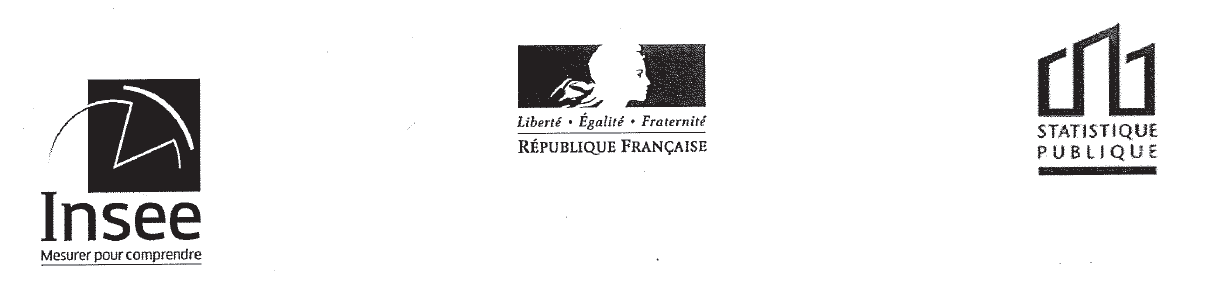 Insee
Mesurer pour comprendre
Liberté • Égalité • Fraternité
RÉPUBLIQUE FRANÇAISE
STATISTIQUE
PUBLIQUE